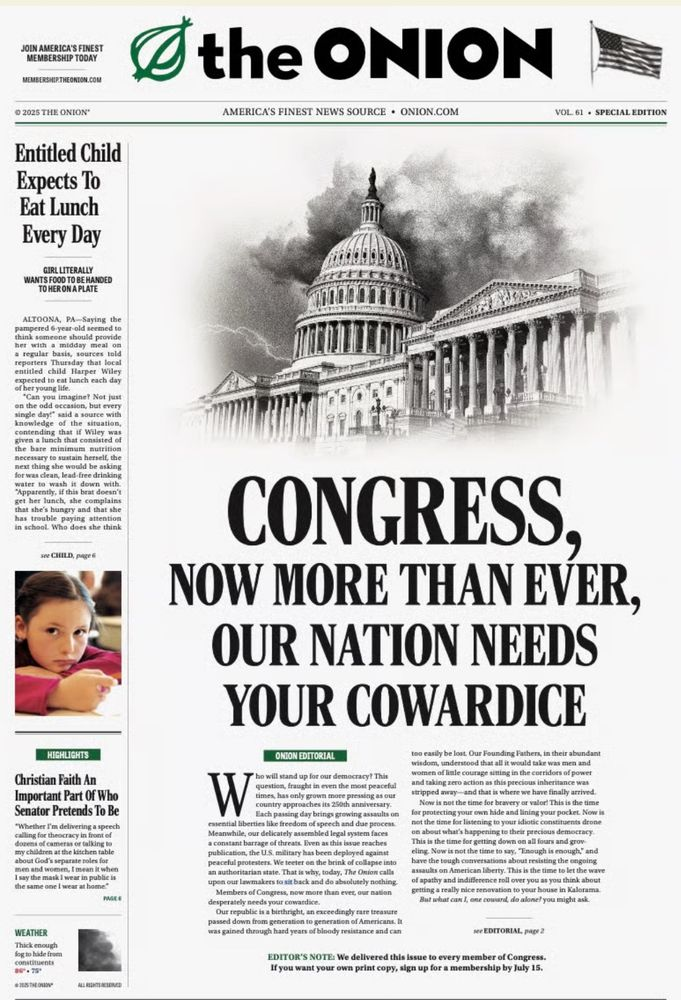 JOIN AMERICA'S FINEST
MEMBERSHIP TODAY
MEMBERSHIP.THEONION.COM
the ONION
© 2025 THE ONION®
AMERICA'S FINEST NEWS SOURCE • ONION.COM
VOL. 61 • SPECIAL EDITION
Entitled Child
Expects To
Eat Lunch
Every Day
GIRL LITERALLY
WANTS FOOD TO BE HANDED
TO HER ON A PLATE
ALTOONA, PA—Saying the
pampered 6-year-old seemed to
think someone should provide
her with a midday meal on
a regular basis, sources told
reporters Thursday that local
entitled child Harper Wiley
expected to eat lunch each day
of her young life.
"Can you imagine? Not just
on the odd occasion, but every
single day!" said a source with
knowledge of the situation,
contending that if Wiley was
given a lunch that consisted of
the bare minimum nutrition
necessary to sustain herself, the
next thing she would be asking
for was clean, lead-free drinking
water to wash it down with.
"Apparently, if this brat doesn't
get her lunch, she complains
that she's hungry and that she
has trouble paying attention
in school. Who does she think
see CHILD, page 6
HIGHLIGHTS
Christian Faith An
Important Part Of Who
Senator Pretends To Be
"Whether I'm delivering a speech
calling for theocracy in front of
dozens of cameras or talking to
my children at the kitchen table
about God's separate roles for
men and women, I mean it when
I say the mask I wear in public is
the same one I wear at home."
PAGE 6
WEATHER
Thick enough
fog to hide from
constituents
86° • 75°
© 2025 THE ONION®
ALL RIGHTS RESERVED
CONGRESS,
NOW MORE THAN EVER,
OUR NATION NEEDS
YOUR COWARDICE
ONION EDITORIAL
Who will stand up for our democracy? This
question, fraught in even the most peaceful
times, has only grown more pressing as our
country approaches its 250th anniversary.
Each passing day brings growing assaults on
essential liberties like freedom of speech and due process.
Meanwhile, our delicately assembled legal system faces
a constant barrage of threats. Even as this issue reaches
publication, the U.S. military has been deployed against
peaceful protesters. We teeter on the brink of collapse into
an authoritarian state. That is why, today, The Onion calls
upon our lawmakers to sit back and do absolutely nothing.
Members of Congress, now more than ever, our nation
desperately needs your cowardice.
Our republic is a birthright, an exceedingly rare treasure
passed down from generation to generation of Americans. It
was gained through hard years of bloody resistance and can
too easily be lost. Our Founding Fathers, in their abundant
wisdom, understood that all it would take was men and
women of little courage sitting in the corridors of power
and taking zero action as this precious inheritance was
stripped away—and that is where we have finally arrived.
Now is not the time for bravery or valor! This is the time
for protecting your own hide and lining your pocket. Now is
not the time for listening to your idiotic constituents drone
on about what's happening to their precious democracy.
This is the time for getting down on all fours and grov-
eling. Now is not the time to say, "Enough is enough," and
have the tough conversations about resisting the ongoing
assaults on American liberty. This is the time to let the wave
of apathy and indifference roll over you as you think about
getting a really nice renovation to your house in Kalorama.
But what can I, one coward, do alone? you might ask.
see EDITORIAL, page 2
EDITOR'S NOTE: We delivered this issue to every member of Congress.
If you want your own print copy, sign up for a membership by July 15.